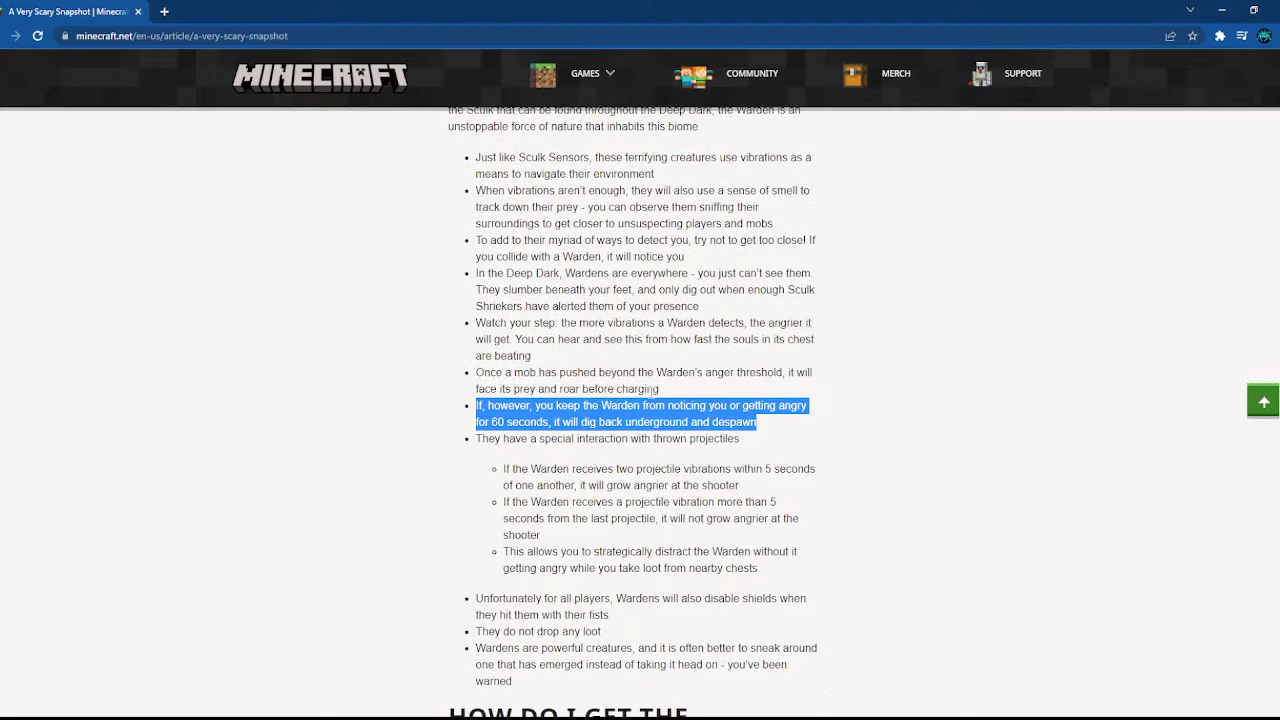 A Very Scary Snapshot | Minecraf
minecraft.net/en-us/article/a-very-scary-snapshot
MINECRAFT
GAMES
COMMUNITY
MERCH
SUPPORT
the Sculk that can be found throughout the Deep Dark, the Warden is an
unstoppable force of nature that inhabits this biome
Just like Sculk Sensors, these terrifying creatures use vibrations as a
means to navigate their environment
When vibrations aren't enough, they will also use a sense of smell to
track down their prey - you can observe them sniffing their
surroundings to get closer to unsuspecting players and mobs
To add to their myriad of ways to detect you, try not to get too close! If
you collide with a Warden, it will notice you
In the Deep Dark, Wardens are everywhere - you just can't see them.
They slumber beneath your feet, and only dig out when enough Sculk
Shriekers have alerted them of your presence
Watch your step: the more vibrations a Warden detects, the angrier it
will get. You can hear and see this from how fast the souls in its chest
are beating
Once a mob has pushed beyond the Warden's anger threshold, it will
face its prey and roar before charging
If, however, you keep the Warden from noticing you or getting angry
for 60 seconds, it will dig back underground and despawn
They have a special interaction with thrown projectiles
If the Warden receives two projectile vibrations within 5 seconds
of one another, it will grow angrier at the shooter
If the Warden receives a projectile vibration more than 5
seconds from the last projectile, it will not grow angrier at the
shooter
This allows you to strategically distract the Warden without it
getting angry while you take loot from nearby chests
Unfortunately for all players, Wardens will also disable shields when
they hit them with their fists
They do not drop any loot
Wardens are powerful creatures, and it is often better to sneak around
one that has emerged instead of taking it head on - you've been
warned
HOW DO I GET THE